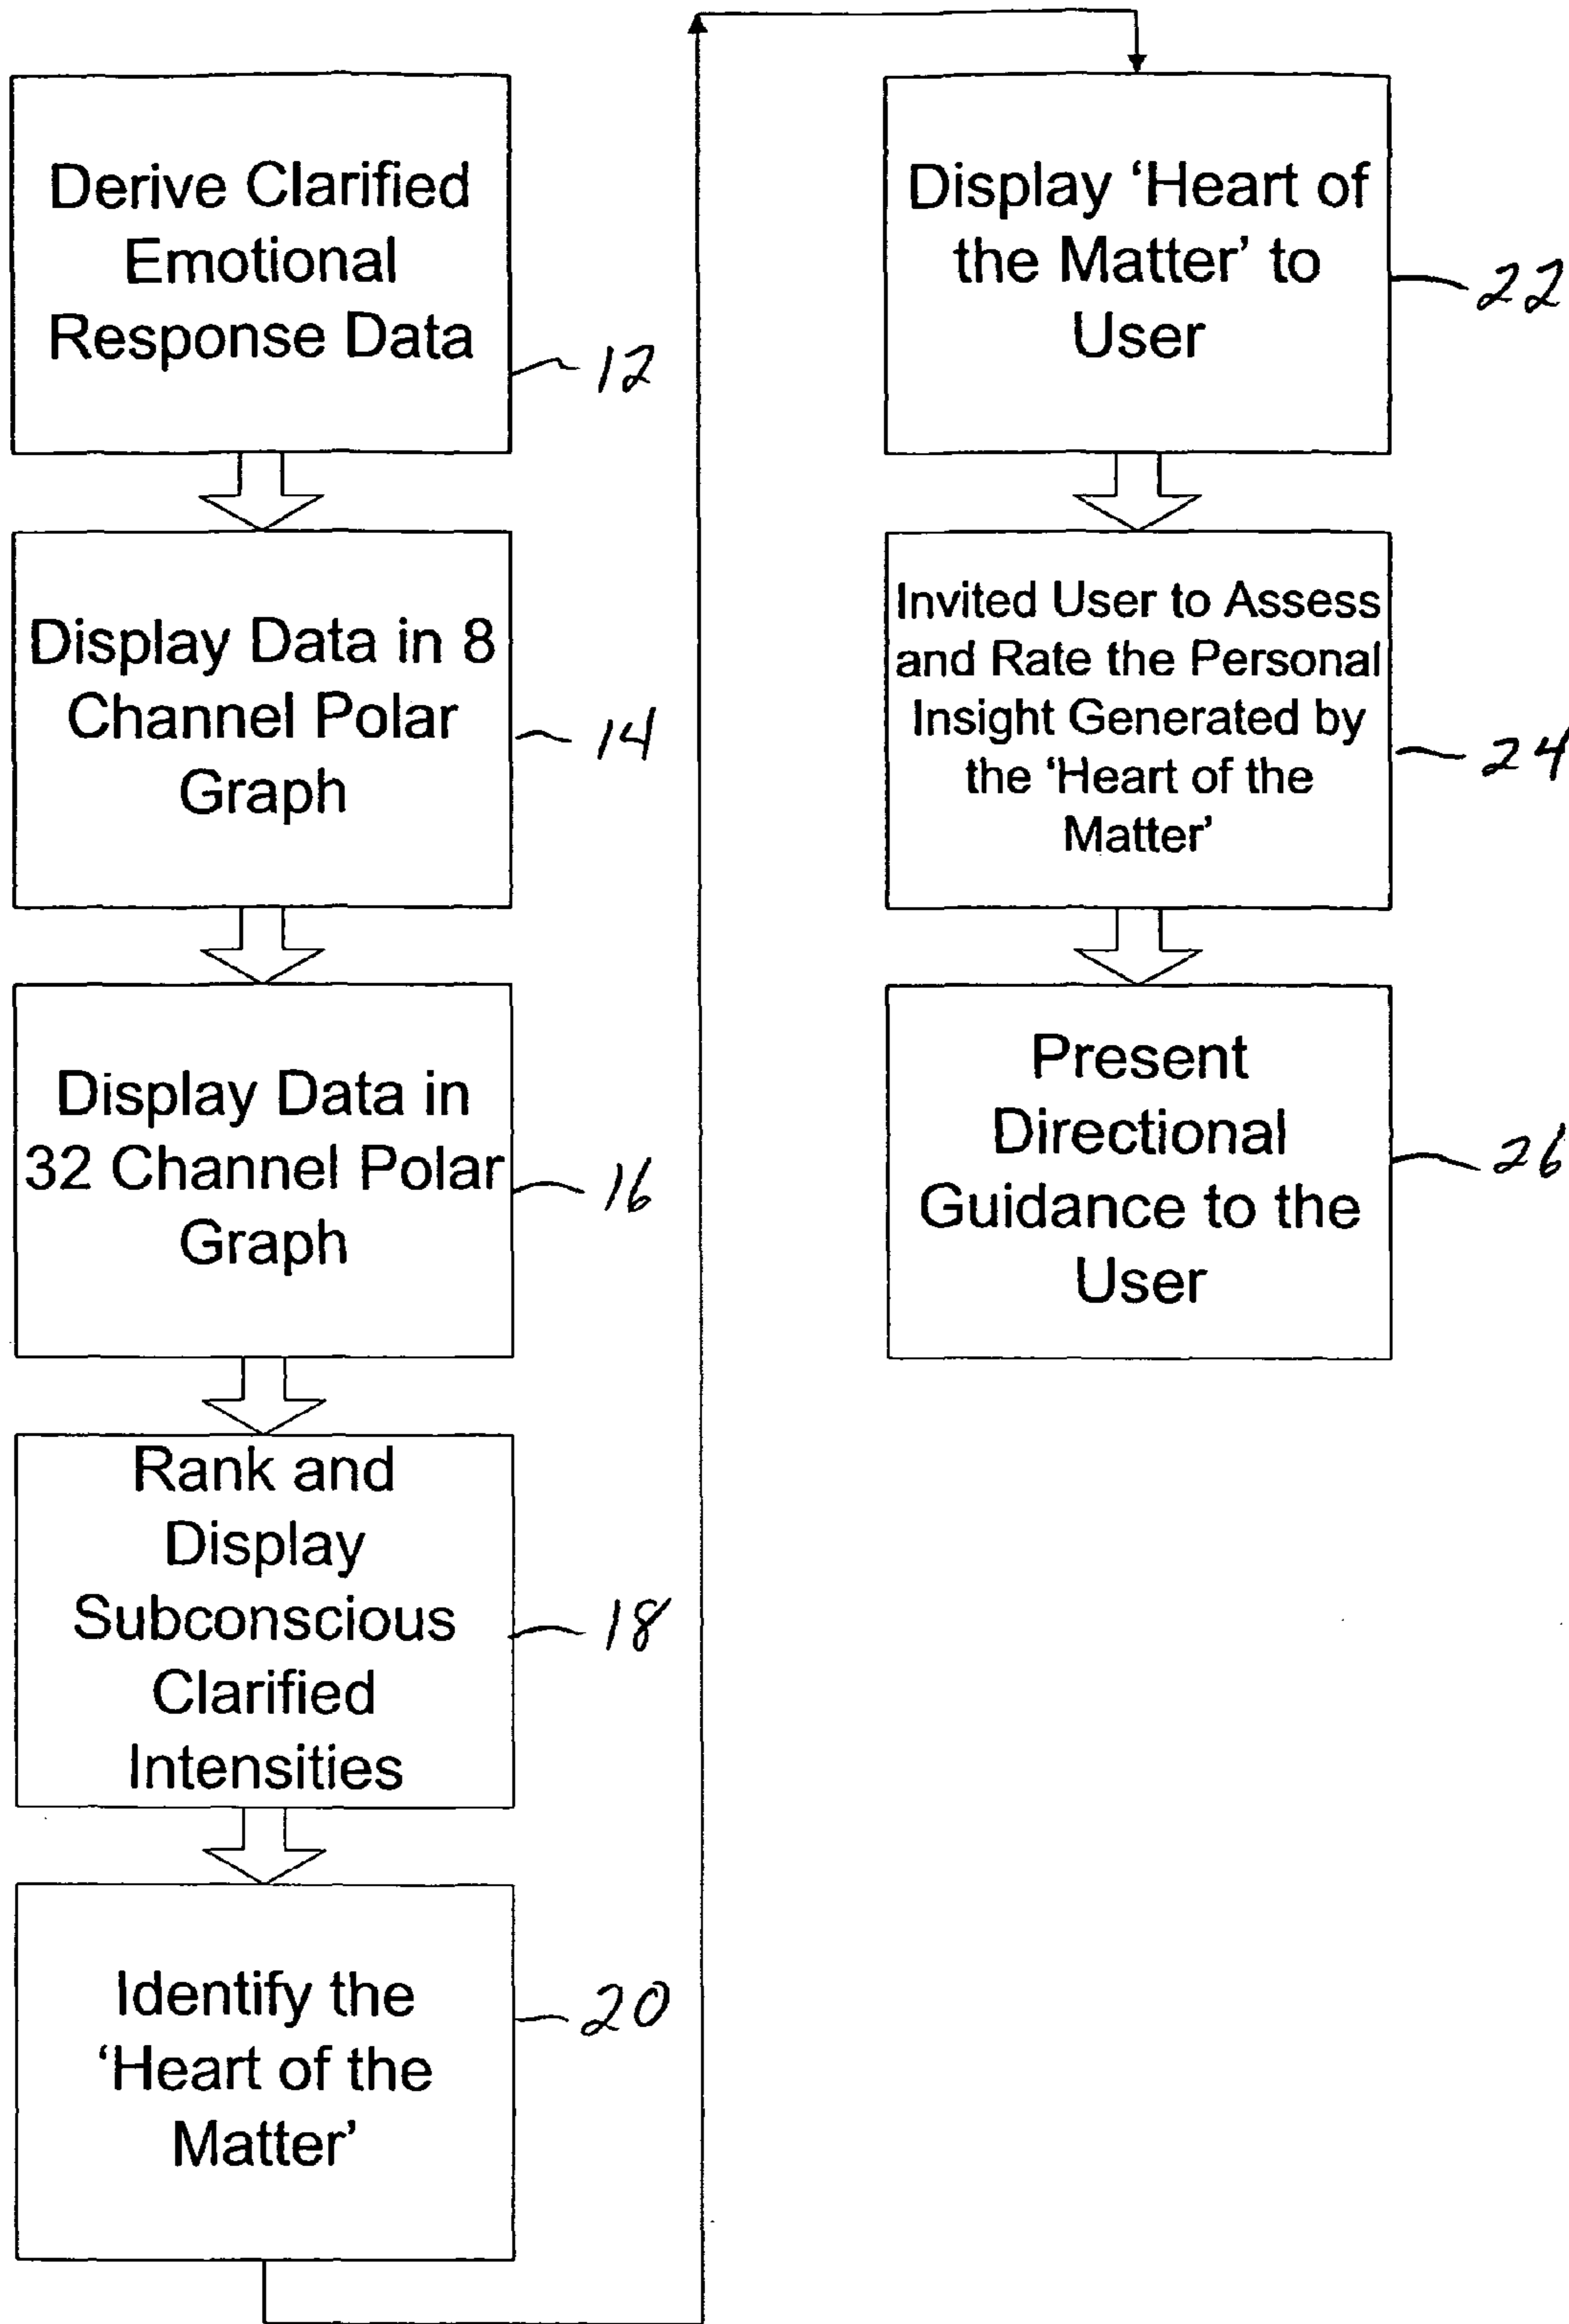 Derive Clarified
Emotional
Response Data
12
Display Data in 8
Channel Polar
Graph
14
Display Data in
32 Channel Polar
Graph
16
Rank and
Display
Subconscious
Clarified
Intensities
18
Identify the
‘Heart of the
Matter’
20
Display ‘Heart of
the Matter’ to
User
22
Invited User to Assess
and Rate the Personal
Insight Generated by
the ‘Heart of the
Matter’
24
Present
Directional
Guidance to the
User
26